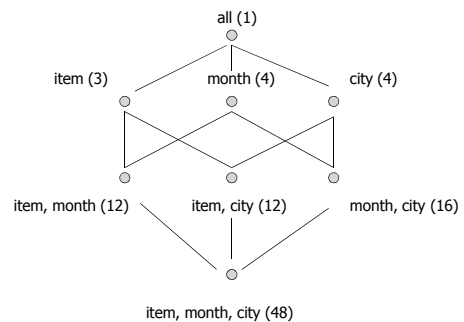 all (1)
item (3) month (4) city (4)
item, month (12) item, city (12) month, city (16)
item, month, city (48)